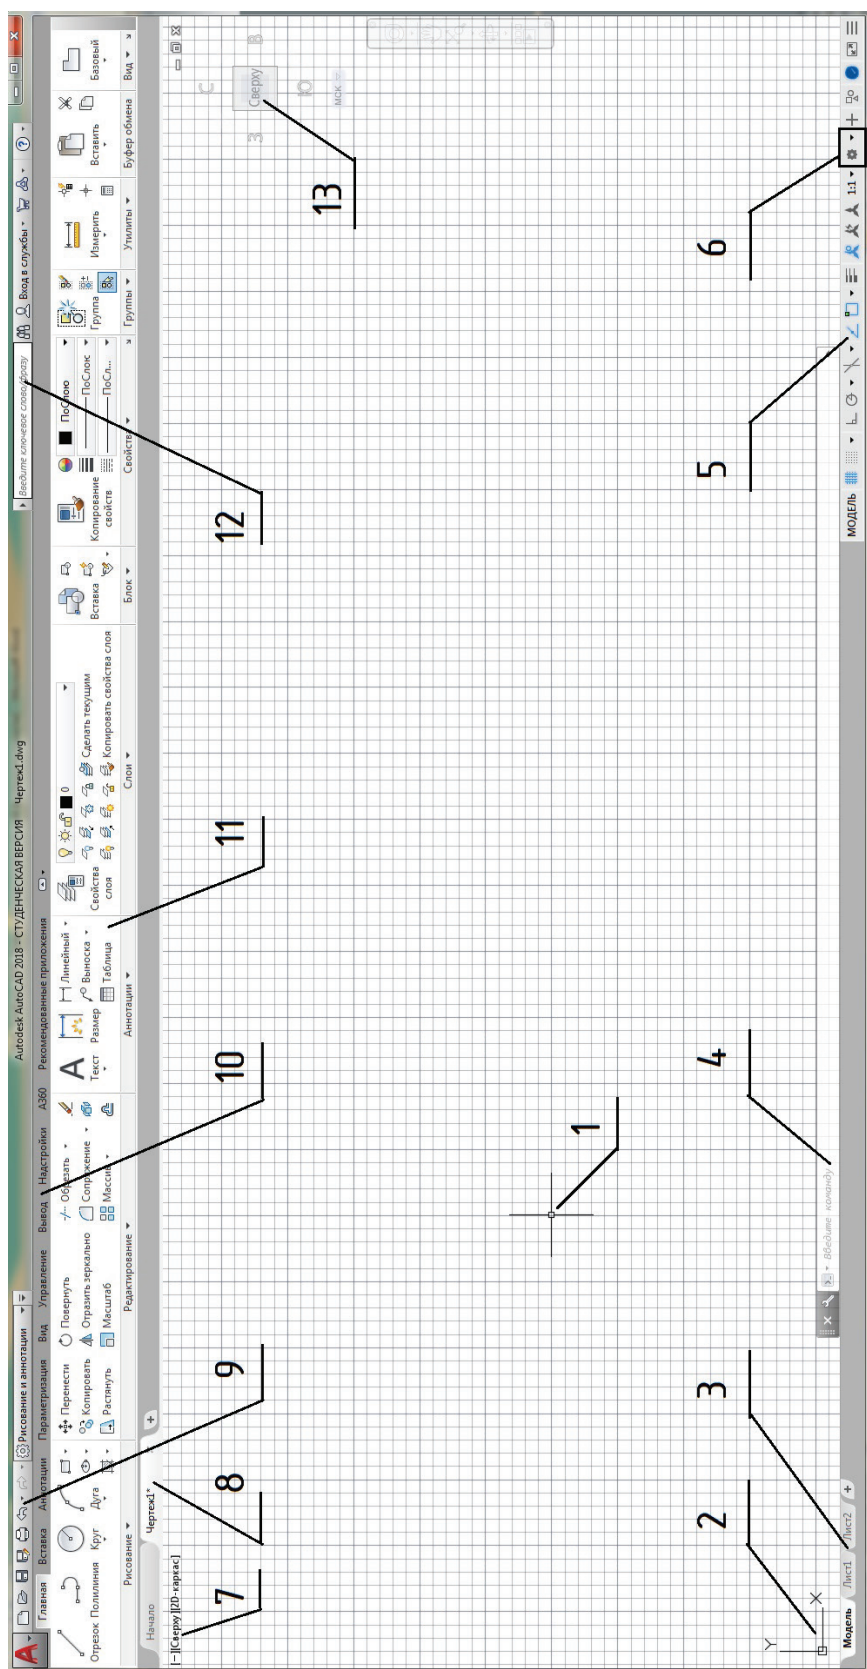 Autodesk AutoCAD 2018 - СТУДЕНЧЕСКАЯ ВЕРСИЯ Чертеж1.dwg
Рисование и аннотации
Введите ключевое слово/фразу
Вход в службы
Главная Вставка Аннотации Параметризация Вид Управление Вывод Надстройки A360 Рекомендованные приложения
Отрезок Полилиния Круг Дуга
Рисование
Перенести Повернуть Обрезать
Копировать Отразить зеркально Сопряжение
Растянуть Масштаб Массив
Редактирование
Текст Размер
Линейный
Выноска
Таблица
Аннотации
Свойства слоя
0
Сделать текущим
Копировать свойства слоя
Слои
Вставка
Блок
Копирование свойств
ПоСлою
ПоСлою
ПоСл...
Свойства
Группа
Группы
Измерить
Утилиты
Вставить
Буфер обмена
Базовый
Вид
Начало Чертеж1*
[−][Сверху][2D-каркас]
7 8 9 10 11 12 13
С
З Сверху В
Ю
МСК
1
2 3 4 5 6
Y
X
Введите команду
Модель Лист1 Лист2
МОДЕЛЬ 1:1